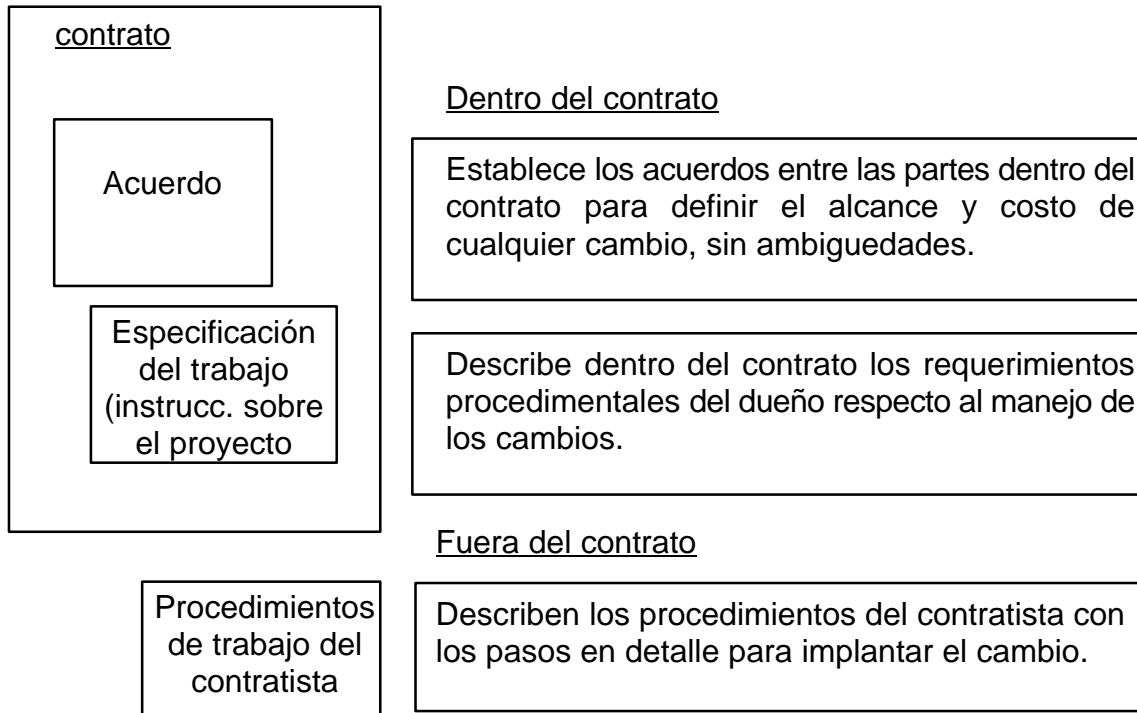 contrato
Dentro del contrato
Acuerdo
Establece los acuerdos entre las partes dentro del
contrato para definir el alcance y costo de
cualquier cambio, sin ambiguedades.
Especificación
del trabajo
(instrucc. sobre
el proyecto
Describe dentro del contrato los requerimientos
procedimentales del dueño respecto al manejo de
los cambios.
Fuera del contrato
Procedimientos
de trabajo del
contratista
Describen los procedimientos del contratista con
los pasos en detalle para implantar el cambio.